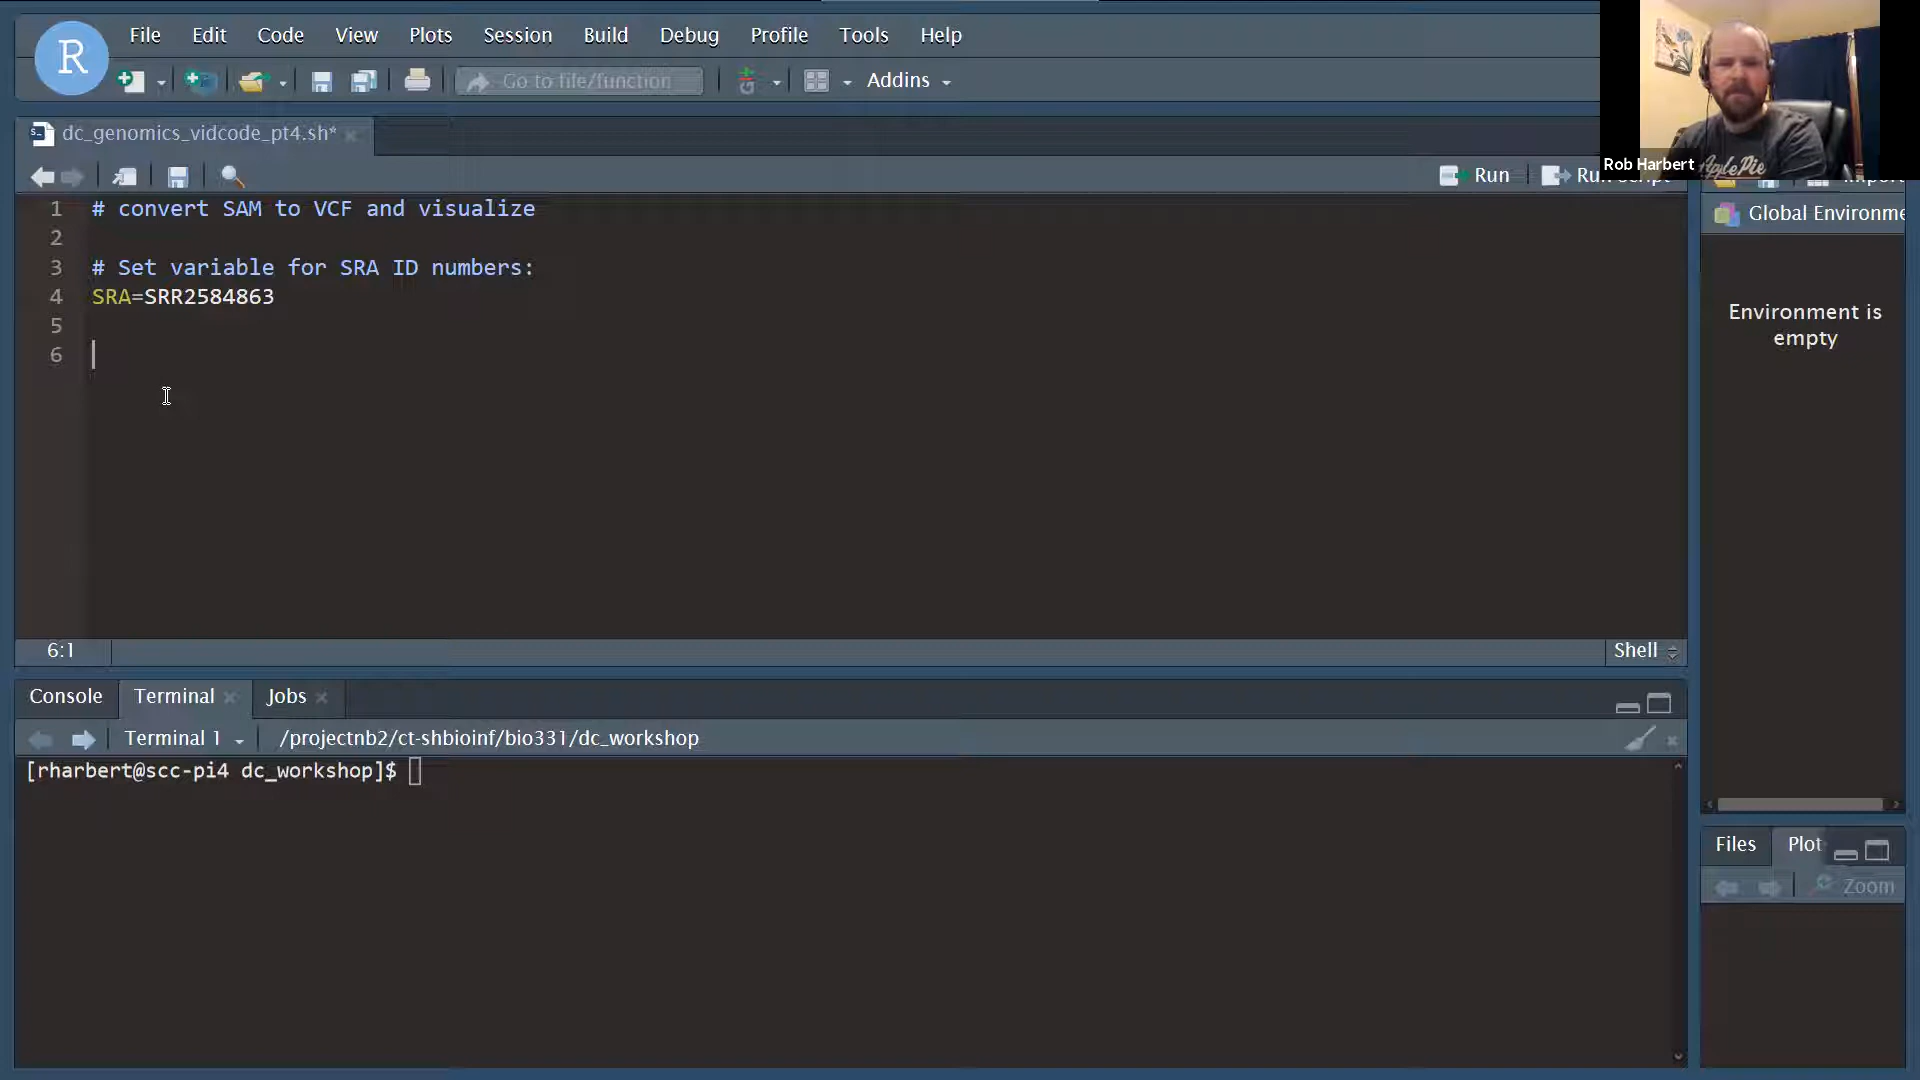 R
File Edit Code View Plots Session Build Debug Profile Tools Help
Go to file/function Addins
Rob Harbert
ApplePie
dc_genomics_vidcode_pt4.sh*
Run
1 # convert SAM to VCF and visualize
2
3 # Set variable for SRA ID numbers:
4 SRA=SRR2584863
5
6
6:1 Shell
Console Terminal Jobs
Terminal 1 /projectnb2/ct-shbioinf/bio331/dc_workshop
[rharbert@scc-pi4 dc_workshop]$
Global Environme
Environment is
empty
Files Plot
Zoom